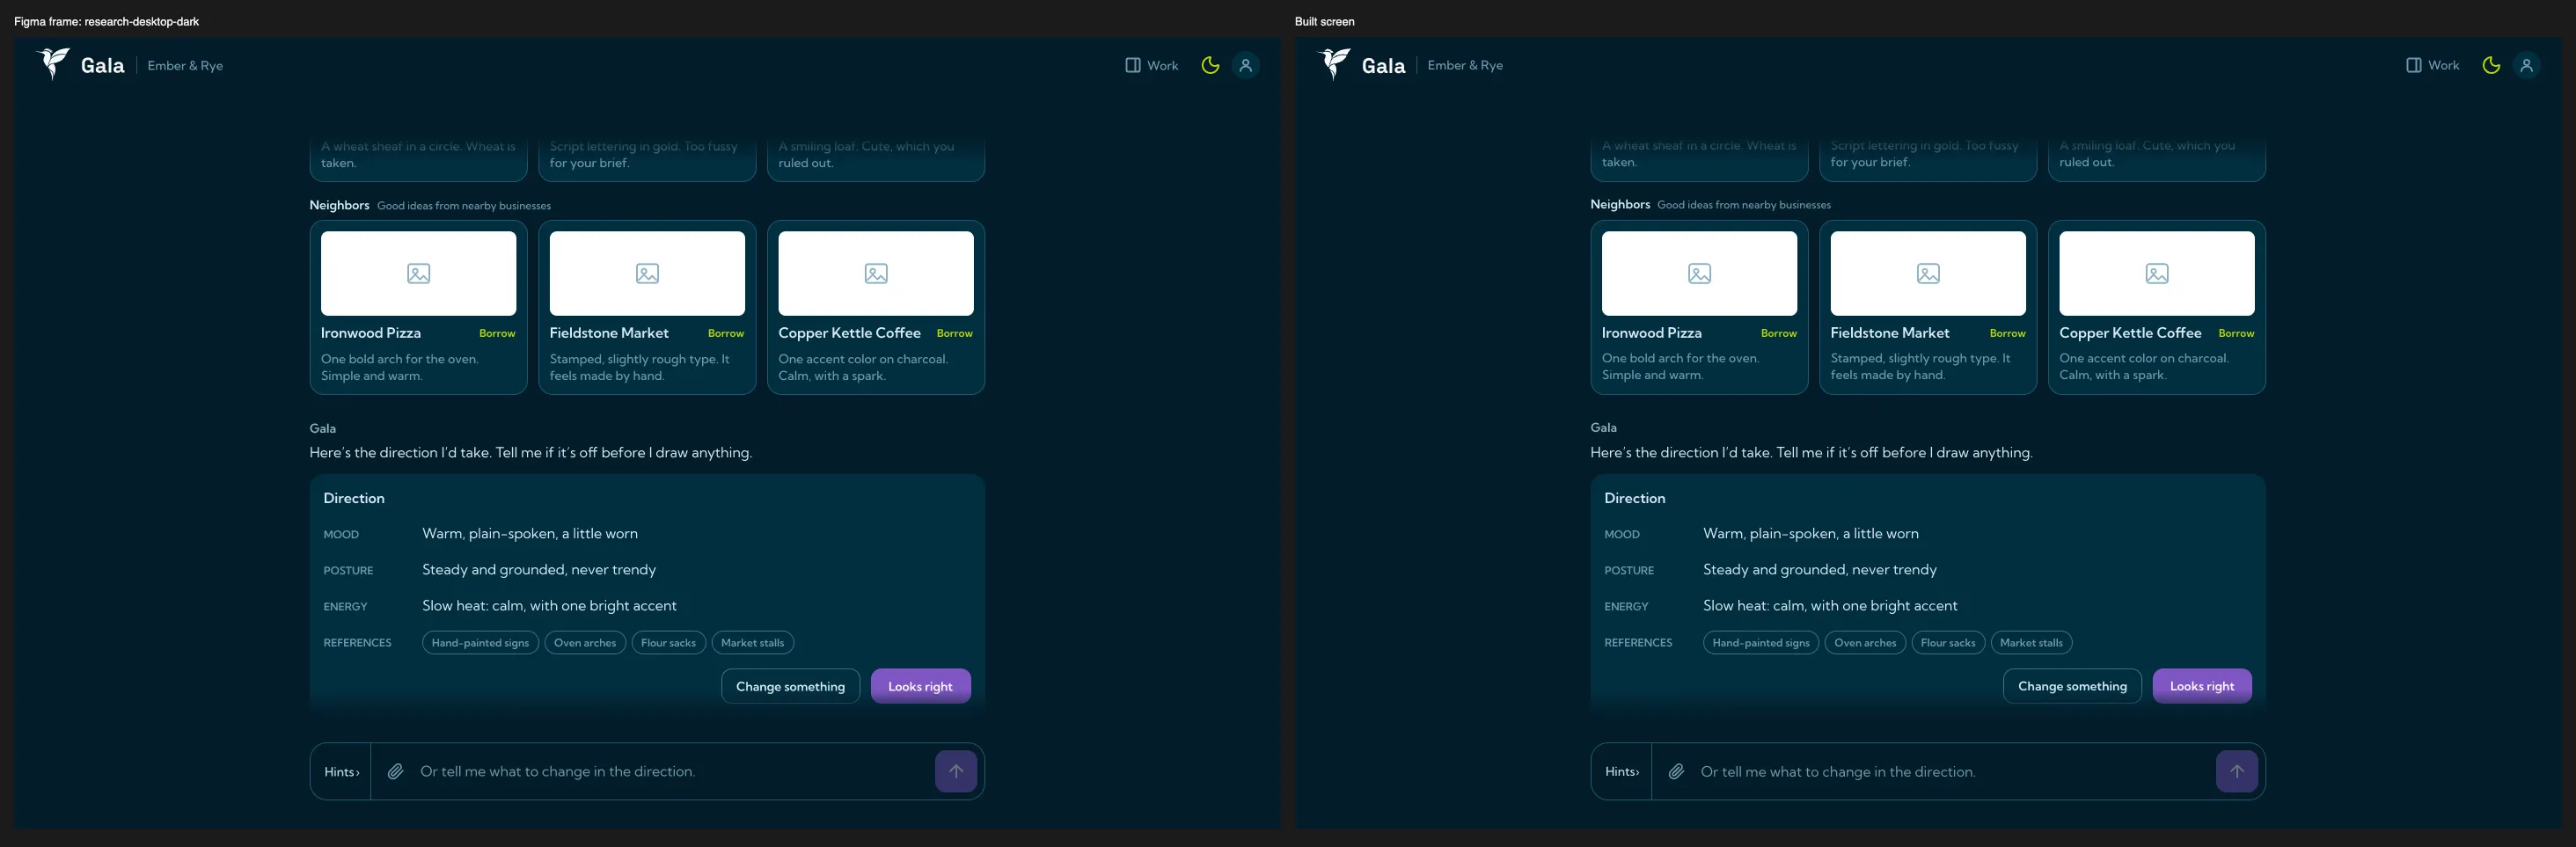 Figma frame: research-desktop-dark
Gala
Ember & Rye
Work
A wheat sheaf in a circle. Wheat is
taken.
Script lettering in gold. Too fussy
for your brief.
A smiling loaf. Cute, which you
ruled out.
Neighbors Good ideas from nearby businesses
Ironwood Pizza Borrow
One bold arch for the oven.
Simple and warm.
Fieldstone Market Borrow
Stamped, slightly rough type. It
feels made by hand.
Copper Kettle Coffee Borrow
One accent color on charcoal.
Calm, with a spark.
Gala
Here’s the direction I’d take. Tell me if it’s off before I draw anything.
Direction
MOOD Warm, plain-spoken, a little worn
POSTURE Steady and grounded, never trendy
ENERGY Slow heat: calm, with one bright accent
REFERENCES Hand-painted signs Oven arches Flour sacks Market stalls
Change something Looks right
Hints› Or tell me what to change in the direction.
Built screen
Gala
Ember & Rye
Work
A wheat sheaf in a circle. Wheat is
taken.
Script lettering in gold. Too fussy
for your brief.
A smiling loaf. Cute, which you
ruled out.
Neighbors Good ideas from nearby businesses
Ironwood Pizza Borrow
One bold arch for the oven.
Simple and warm.
Fieldstone Market Borrow
Stamped, slightly rough type. It
feels made by hand.
Copper Kettle Coffee Borrow
One accent color on charcoal.
Calm, with a spark.
Gala
Here’s the direction I’d take. Tell me if it’s off before I draw anything.
Direction
MOOD Warm, plain-spoken, a little worn
POSTURE Steady and grounded, never trendy
ENERGY Slow heat: calm, with one bright accent
REFERENCES Hand-painted signs Oven arches Flour sacks Market stalls
Change something Looks right
Hints› Or tell me what to change in the direction.